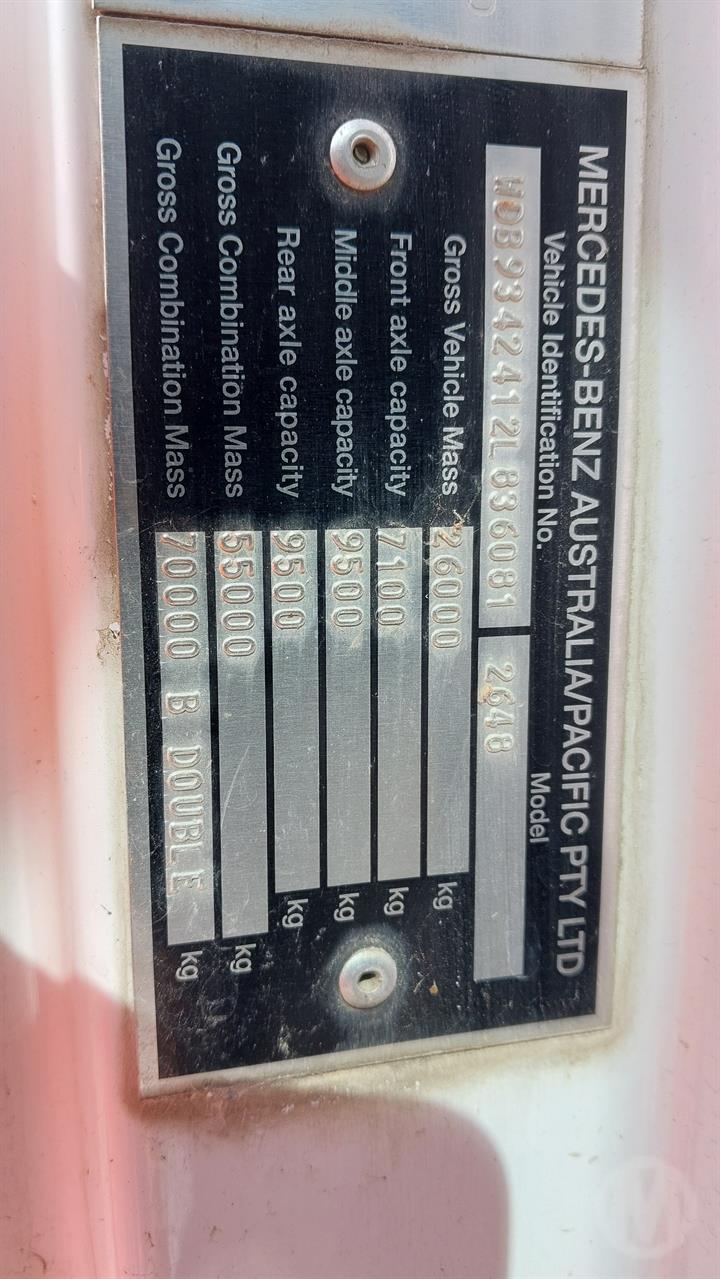 MERCEDES-BENZ AUSTRALIA/PACIFIC PTY LTD
Vehicle Identification No. Model
WDB9342412L836081 2648
Gross Vehicle Mass 26000 kg
Front axle capacity 7100 kg
Middle axle capacity 9500 kg
Rear axle capacity 9500 kg
Gross Combination Mass 55000 kg
Gross Combination Mass 70000 B DOUBLE kg
M